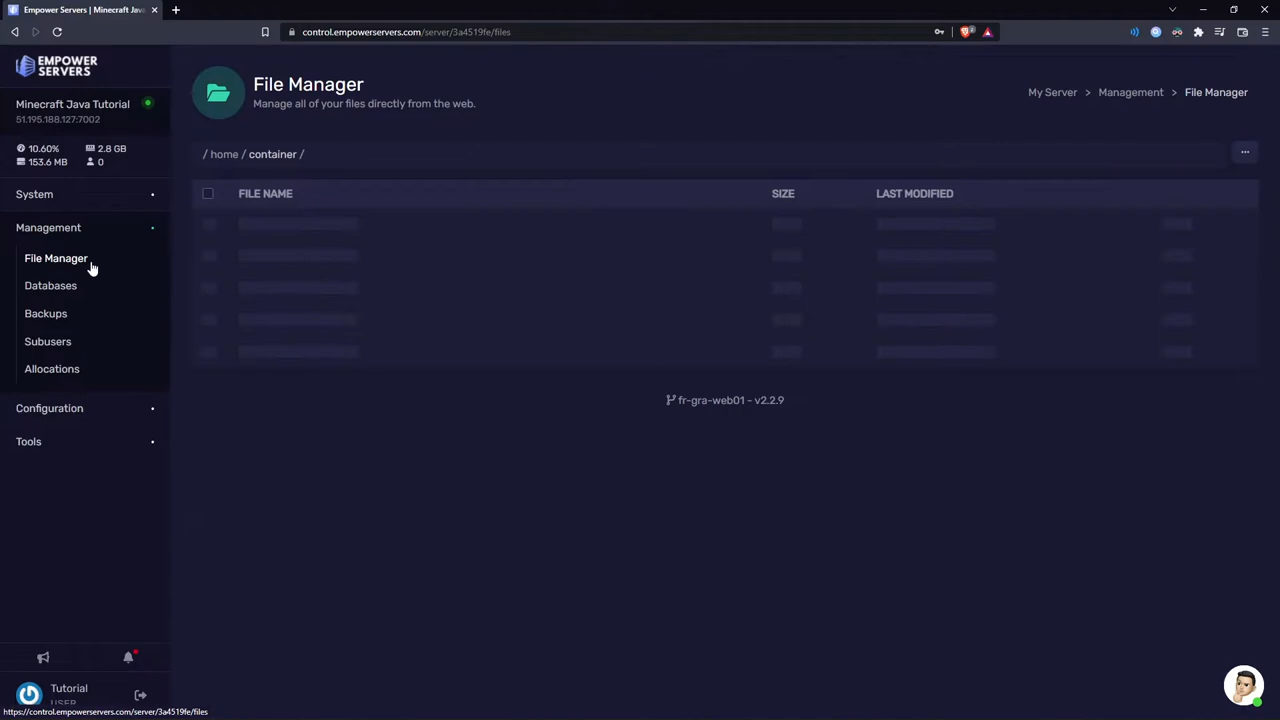 Empower Servers | Minecraft Jav
control.empowerservers.com/server/3a4519fe/files
2
EMPOWER
SERVERS
Minecraft Java Tutorial
51.195.188.127:7002
10.60%
2.8 GB
153.6 MB
0
System
Management
File Manager
Databases
Backups
Subusers
Allocations
Configuration
Tools
Tutorial
USER
https://control.empowerservers.com/server/3a4519fe/files
File Manager
Manage all of your files directly from the web.
My Server > Management > File Manager
/ home / container /
FILE NAME SIZE LAST MODIFIED
fr-gra-web01 - v2.2.9